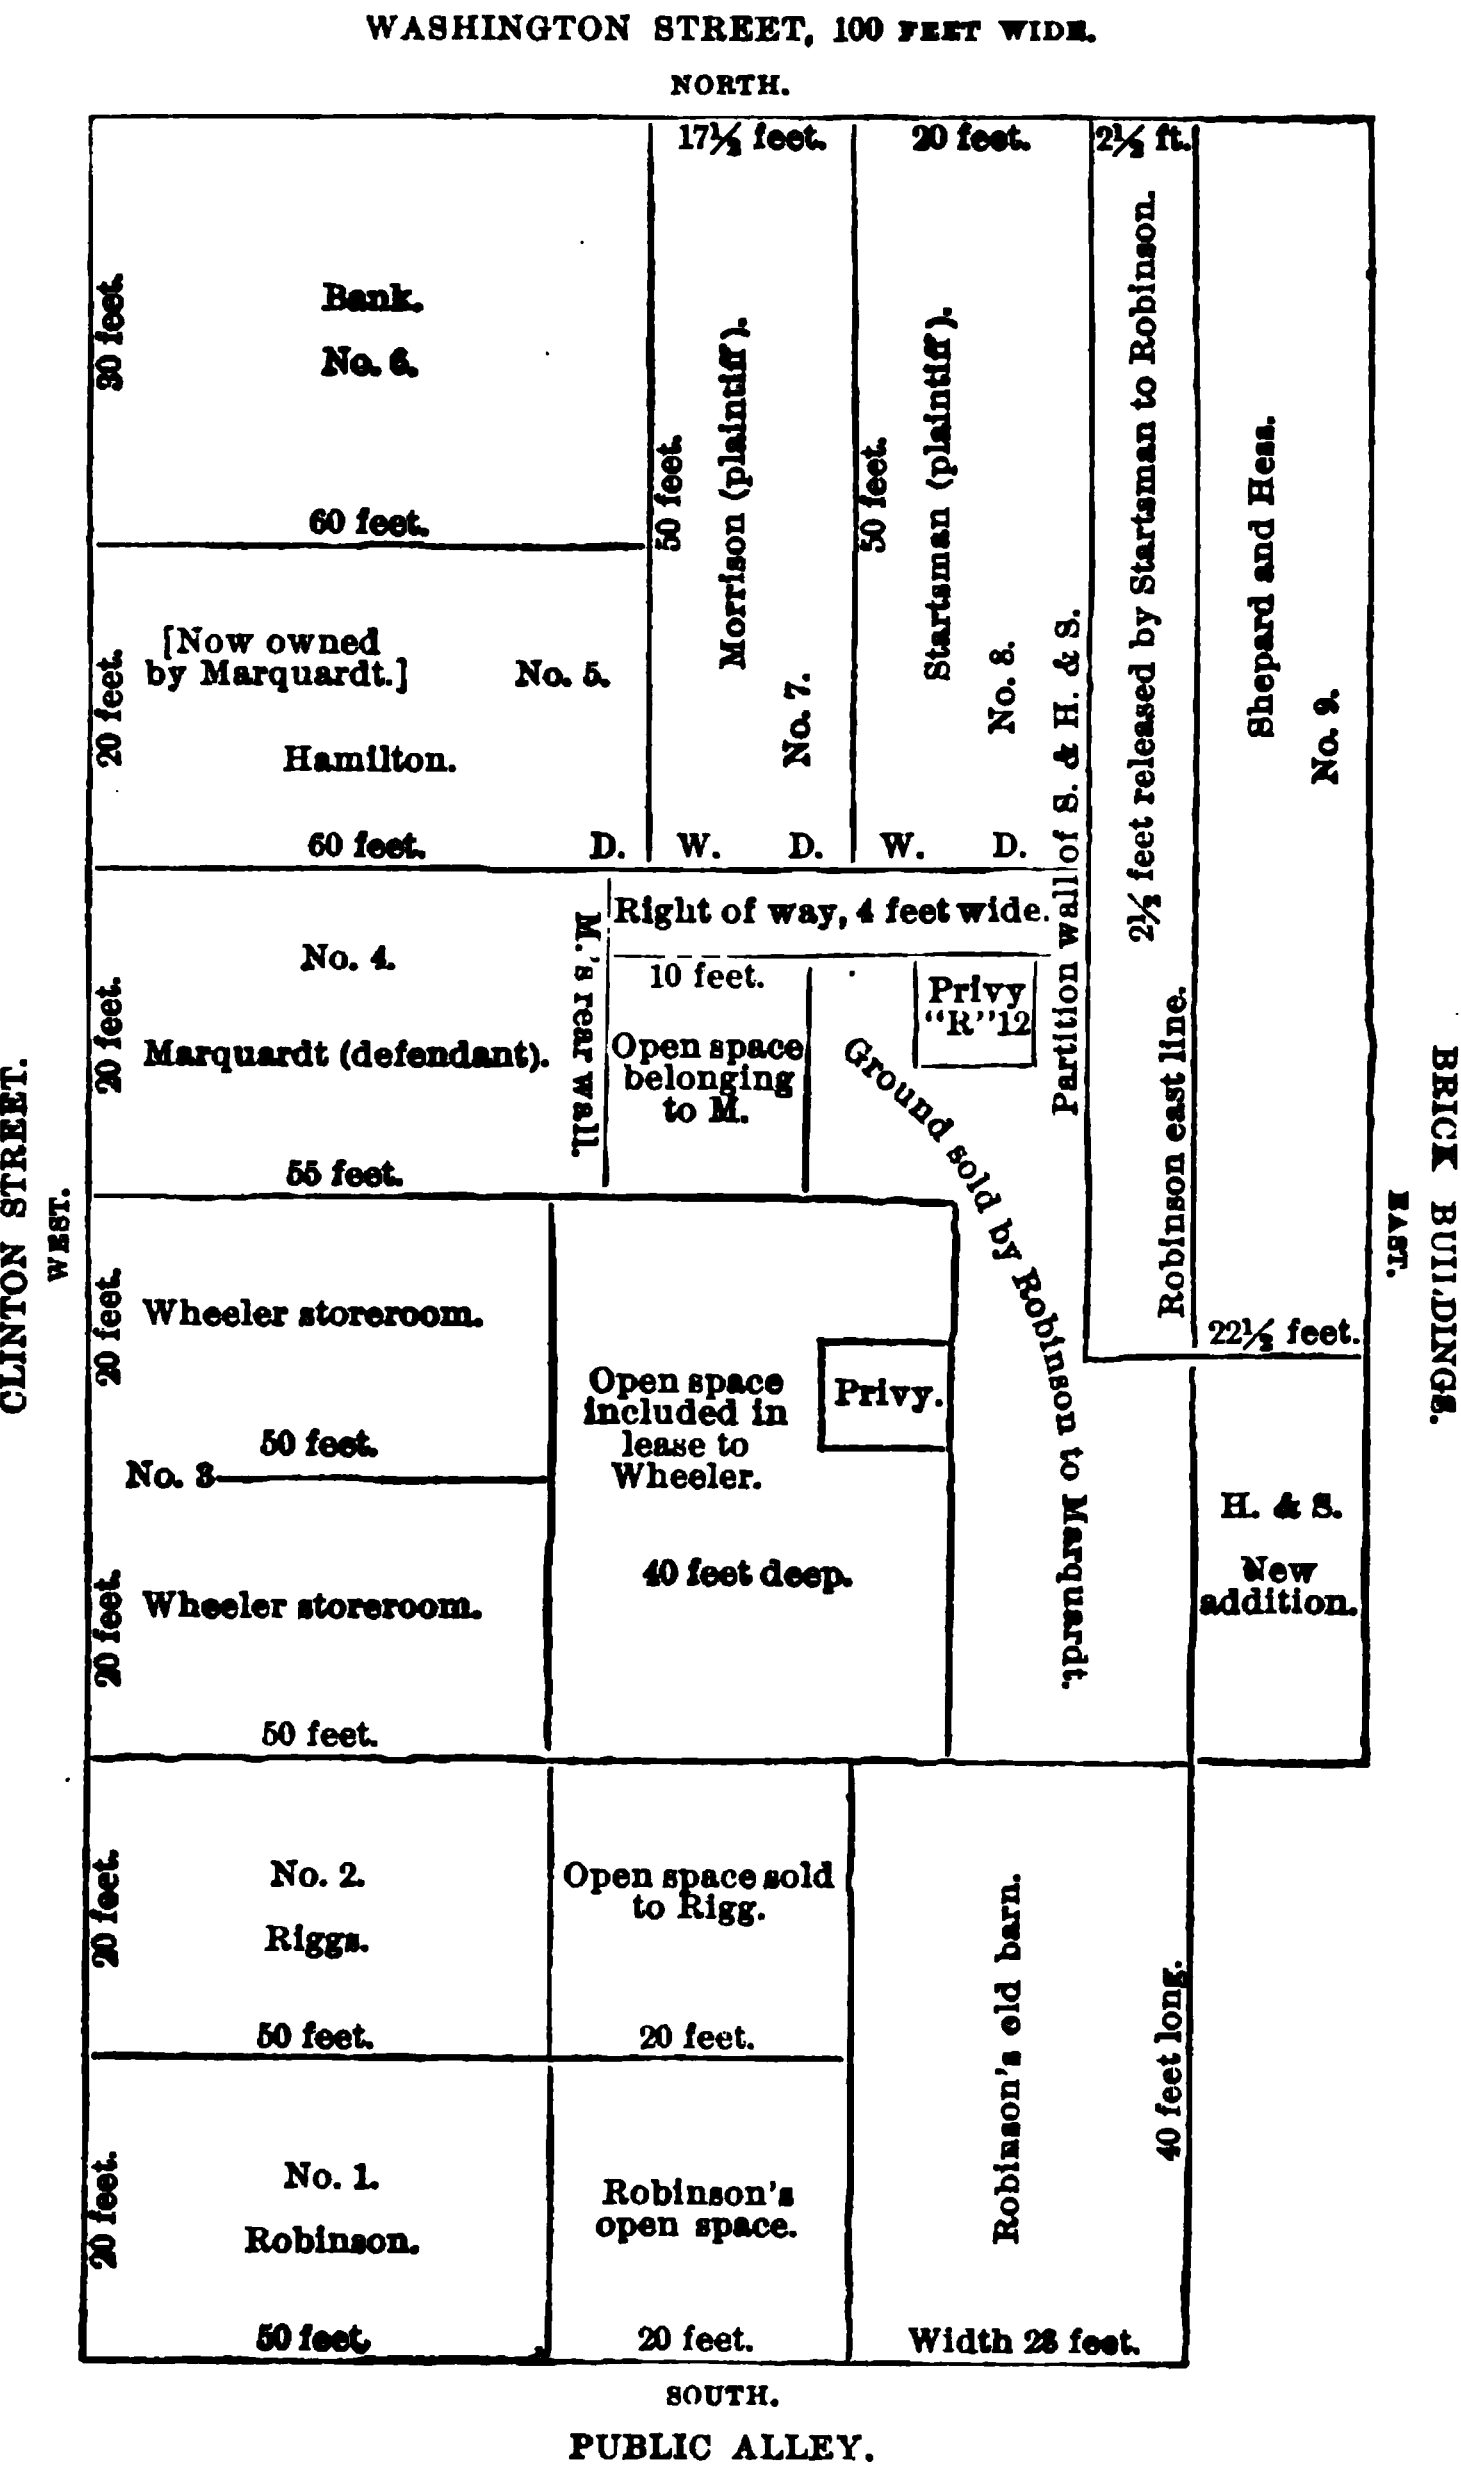 WASHINGTON STREET, 100 FEET WIDE.
NORTH.
17½ feet.
20 feet.
2½ ft.
30 feet.
Bank.
No. 6.
60 feet.
50 feet.
Morrison (plaintiff).
No. 7.
50 feet.
Startsman (plaintiff).
No. 8.
Partition wall of S. & H. & S.
2½ feet released by Startsman to Robinson.
Robinson east line.
Shepard and Hess.
No. 9.
22½ feet.
20 feet.
[Now owned
by Marquardt.]
No. 5.
Hamilton.
60 feet.
D.
W.
D.
W.
D.
Right of way, 4 feet wide.
20 feet.
No. 4.
Marquardt (defendant).
55 feet.
M.'s rear wall.
10 feet.
Open space
belonging
to M.
Privy
"R" 12
Ground sold by Robinson to Marquardt.
CLINTON STREET.
WEST.
EAST.
BRICK BUILDINGS.
20 feet.
Wheeler storeroom.
50 feet.
No. 3
20 feet.
Wheeler storeroom.
50 feet.
Open space
included in
lease to
Wheeler.
40 feet deep.
Privy.
H. & S.
New
addition.
20 feet.
No. 2.
Riggs.
50 feet.
Open space sold
to Rigg.
20 feet.
Robinson's old barn.
40 feet long.
Width 23 feet.
20 feet.
No. 1.
Robinson.
50 feet.
Robinson's
open space.
20 feet.
SOUTH.
PUBLIC ALLEY.